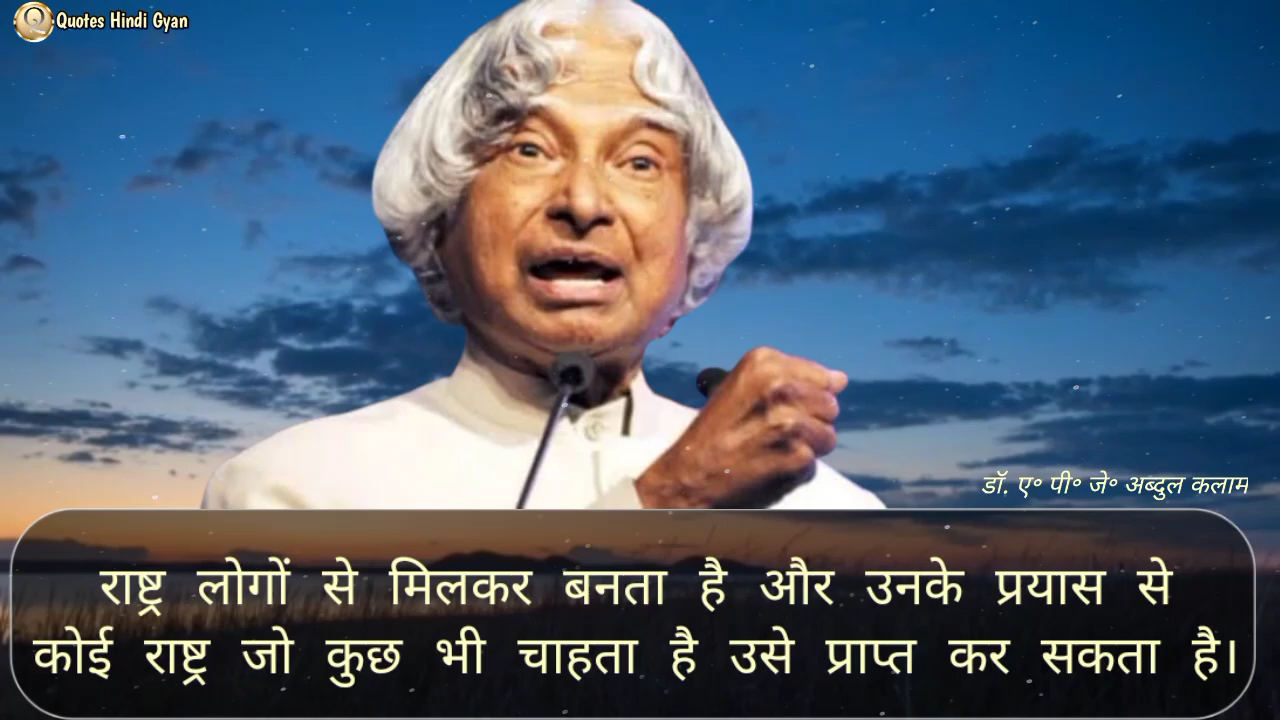 Quotes Hindi Gyan
डॉ. ए॰ पी॰ जे॰ अब्दुल कलाम
राष्ट्र लोगों से मिलकर बनता है और उनके प्रयास से
कोई राष्ट्र जो कुछ भी चाहता है उसे प्राप्त कर सकता है।